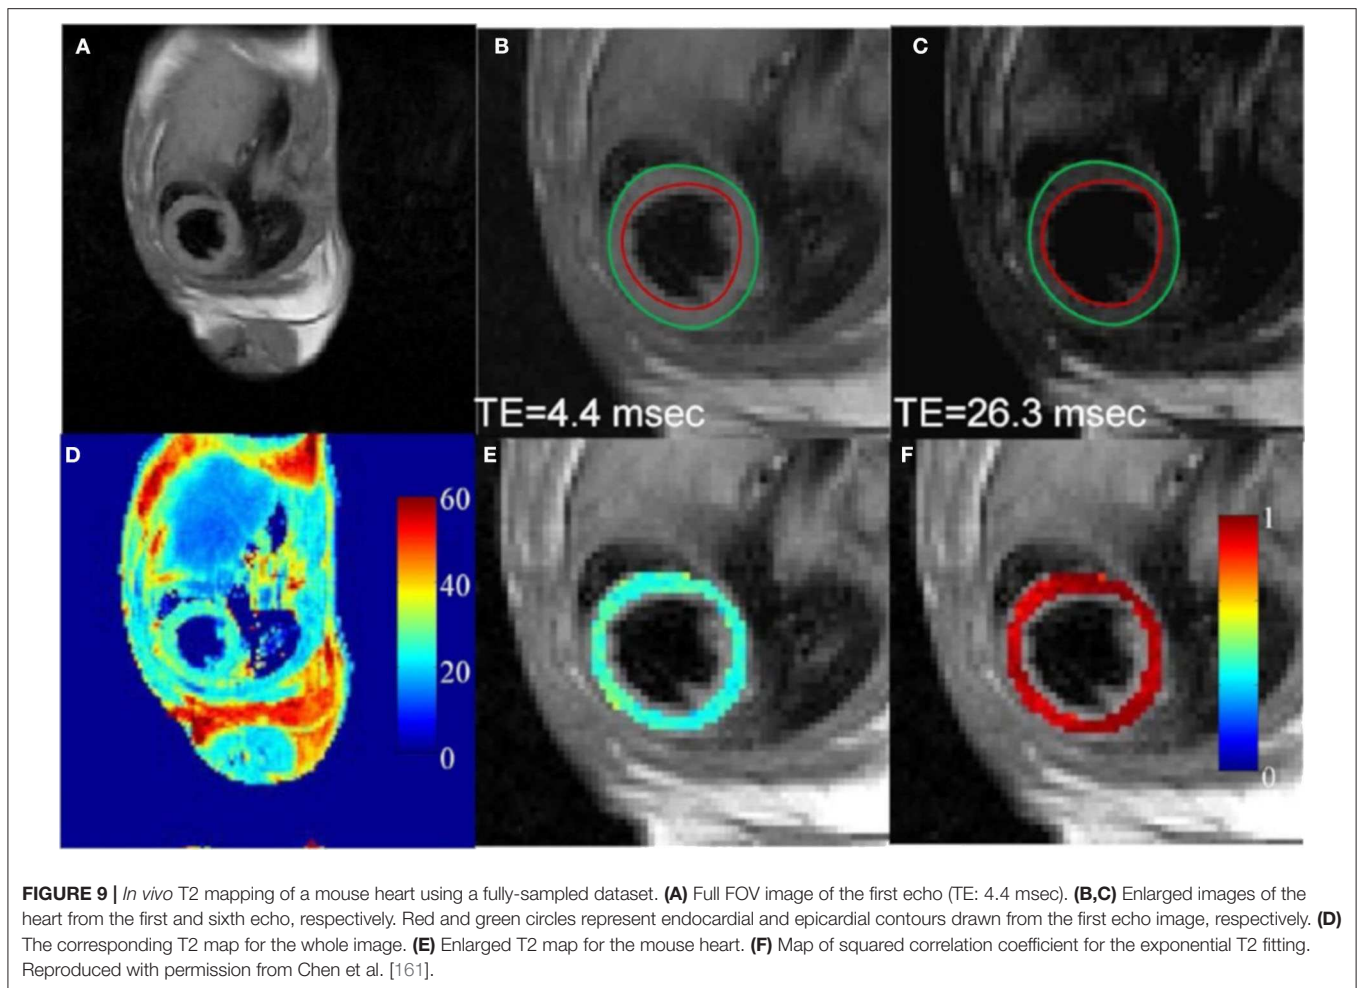 A
B
C
TE=4.4 msec
TE=26.3 msec
D
E
F
60
40
20
0
1
0
FIGURE 9 | In vivo T2 mapping of a mouse heart using a fully-sampled dataset. (A) Full FOV image of the first echo (TE: 4.4 msec). (B,C) Enlarged images of the
heart from the first and sixth echo, respectively. Red and green circles represent endocardial and epicardial contours drawn from the first echo image, respectively. (D)
The corresponding T2 map for the whole image. (E) Enlarged T2 map for the mouse heart. (F) Map of squared correlation coefficient for the exponential T2 fitting.
Reproduced with permission from Chen et al. [161].